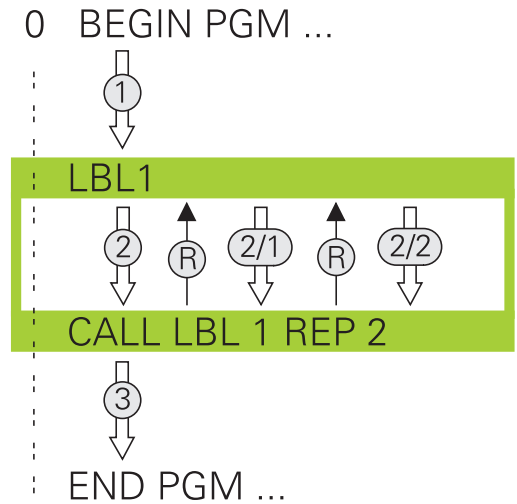 0 BEGIN PGM ...
1
LBL1
2 R 2/1 R 2/2
CALL LBL 1 REP 2
3
END PGM ...